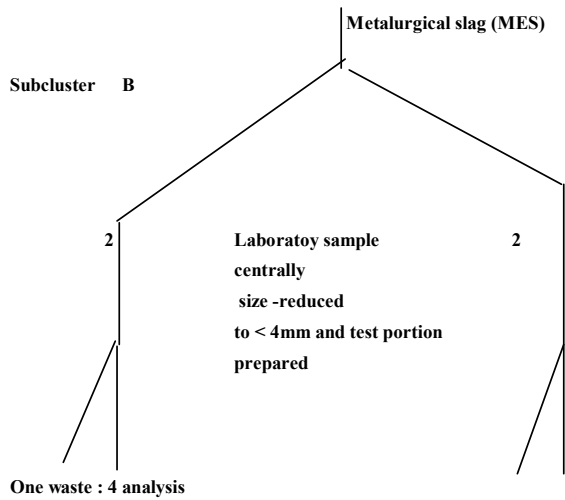 Metalurgical slag (MES)
Subcluster B
2
Laboratoy sample
2
centrally
size -reduced
to < 4mm and test portion
prepared
One waste : 4 analysis